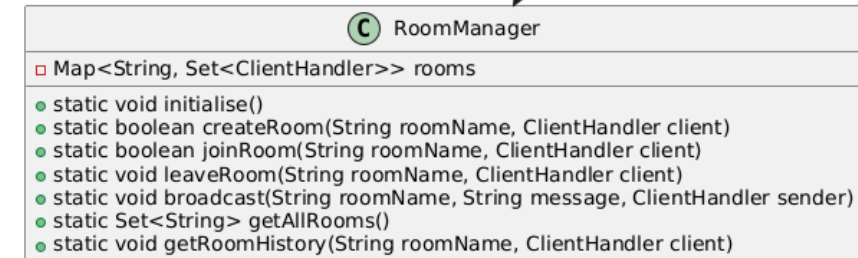 C RoomManager
Map<String, Set<ClientHandler>> rooms
static void initialise()
static boolean createRoom(String roomName, ClientHandler client)
static boolean joinRoom(String roomName, ClientHandler client)
static void leaveRoom(String roomName, ClientHandler client)
static void broadcast(String roomName, String message, ClientHandler sender)
static Set<String> getAllRooms()
static void getRoomHistory(String roomName, ClientHandler client)